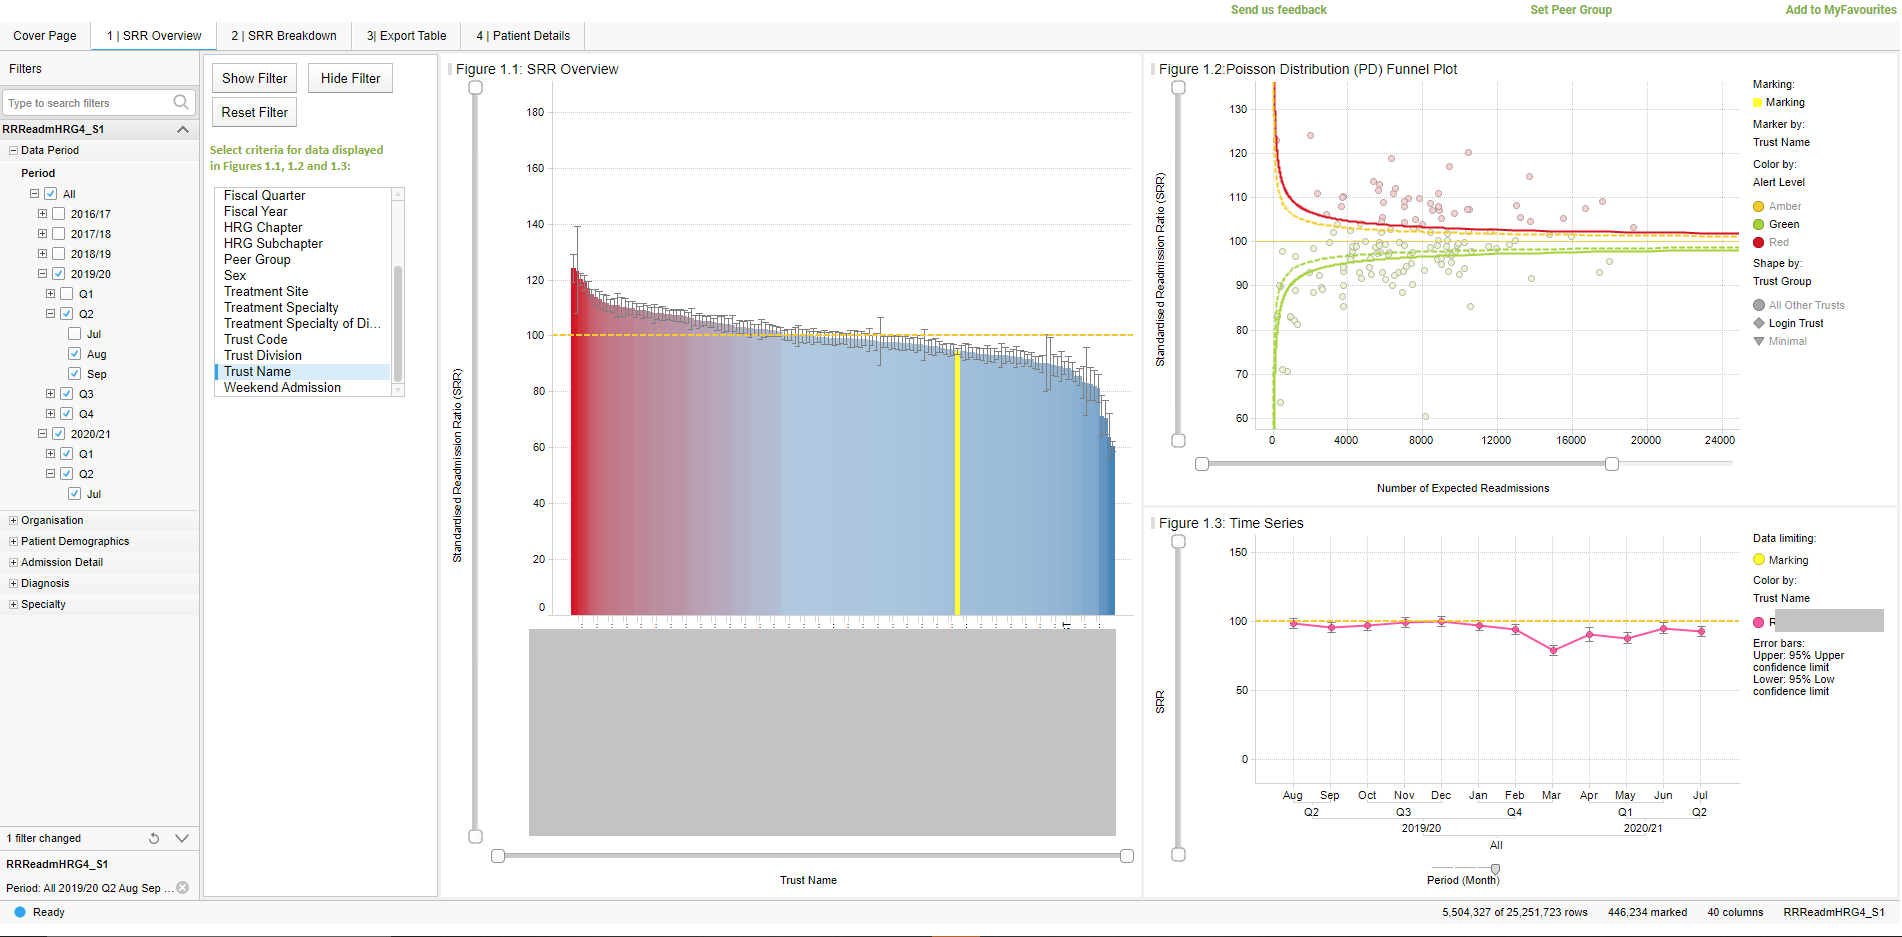 Send us feedback
Set Peer Group
Add to MyFavourites
Cover Page
1 | SRR Overview
2 | SRR Breakdown
3| Export Table
4 | Patient Details
Filters
Type to search filters
RRReadmHRG4_S1
Data Period
Period
All
2016/17
2017/18
2018/19
2019/20
Q1
Q2
Jul
Aug
Sep
Q3
Q4
2020/21
Q1
Q2
Jul
Organisation
Patient Demographics
Admission Detail
Diagnosis
Specialty
1 filter changed
RRReadmHRG4_S1
Period: All 2019/20 Q2 Aug Sep ...
Show Filter
Hide Filter
Reset Filter
Select criteria for data displayed
in Figures 1.1, 1.2 and 1.3:
Fiscal Quarter
Fiscal Year
HRG Chapter
HRG Subchapter
Peer Group
Sex
Treatment Site
Treatment Specialty
Treatment Specialty of Di...
Trust Code
Trust Division
Trust Name
Weekend Admission
Figure 1.1: SRR Overview
Standardised Readmission Ratio (SRR)
180
160
140
120
100
80
60
40
20
0
Trust Name
Figure 1.2:Poisson Distribution (PD) Funnel Plot
Standardised Readmission Ratio (SRR)
130
120
110
100
90
80
70
60
0
4000
8000
12000
16000
20000
24000
Number of Expected Readmissions
Marking:
Marking
Marker by:
Trust Name
Color by:
Alert Level
Amber
Green
Red
Shape by:
Trust Group
All Other Trusts
Login Trust
Minimal
Figure 1.3: Time Series
SRR
150
100
50
0
Aug Sep Oct Nov Dec Jan Feb Mar Apr May Jun Jul
Q2 Q3 Q4 Q1 Q2
2019/20 2020/21
All
Period (Month)
Data limiting:
Marking
Color by:
Trust Name
R
Error bars:
Upper: 95% Upper
confidence limit
Lower: 95% Low
confidence limit
Ready
5,504,327 of 25,251,723 rows
446,234 marked
40 columns
RRReadmHRG4_S1